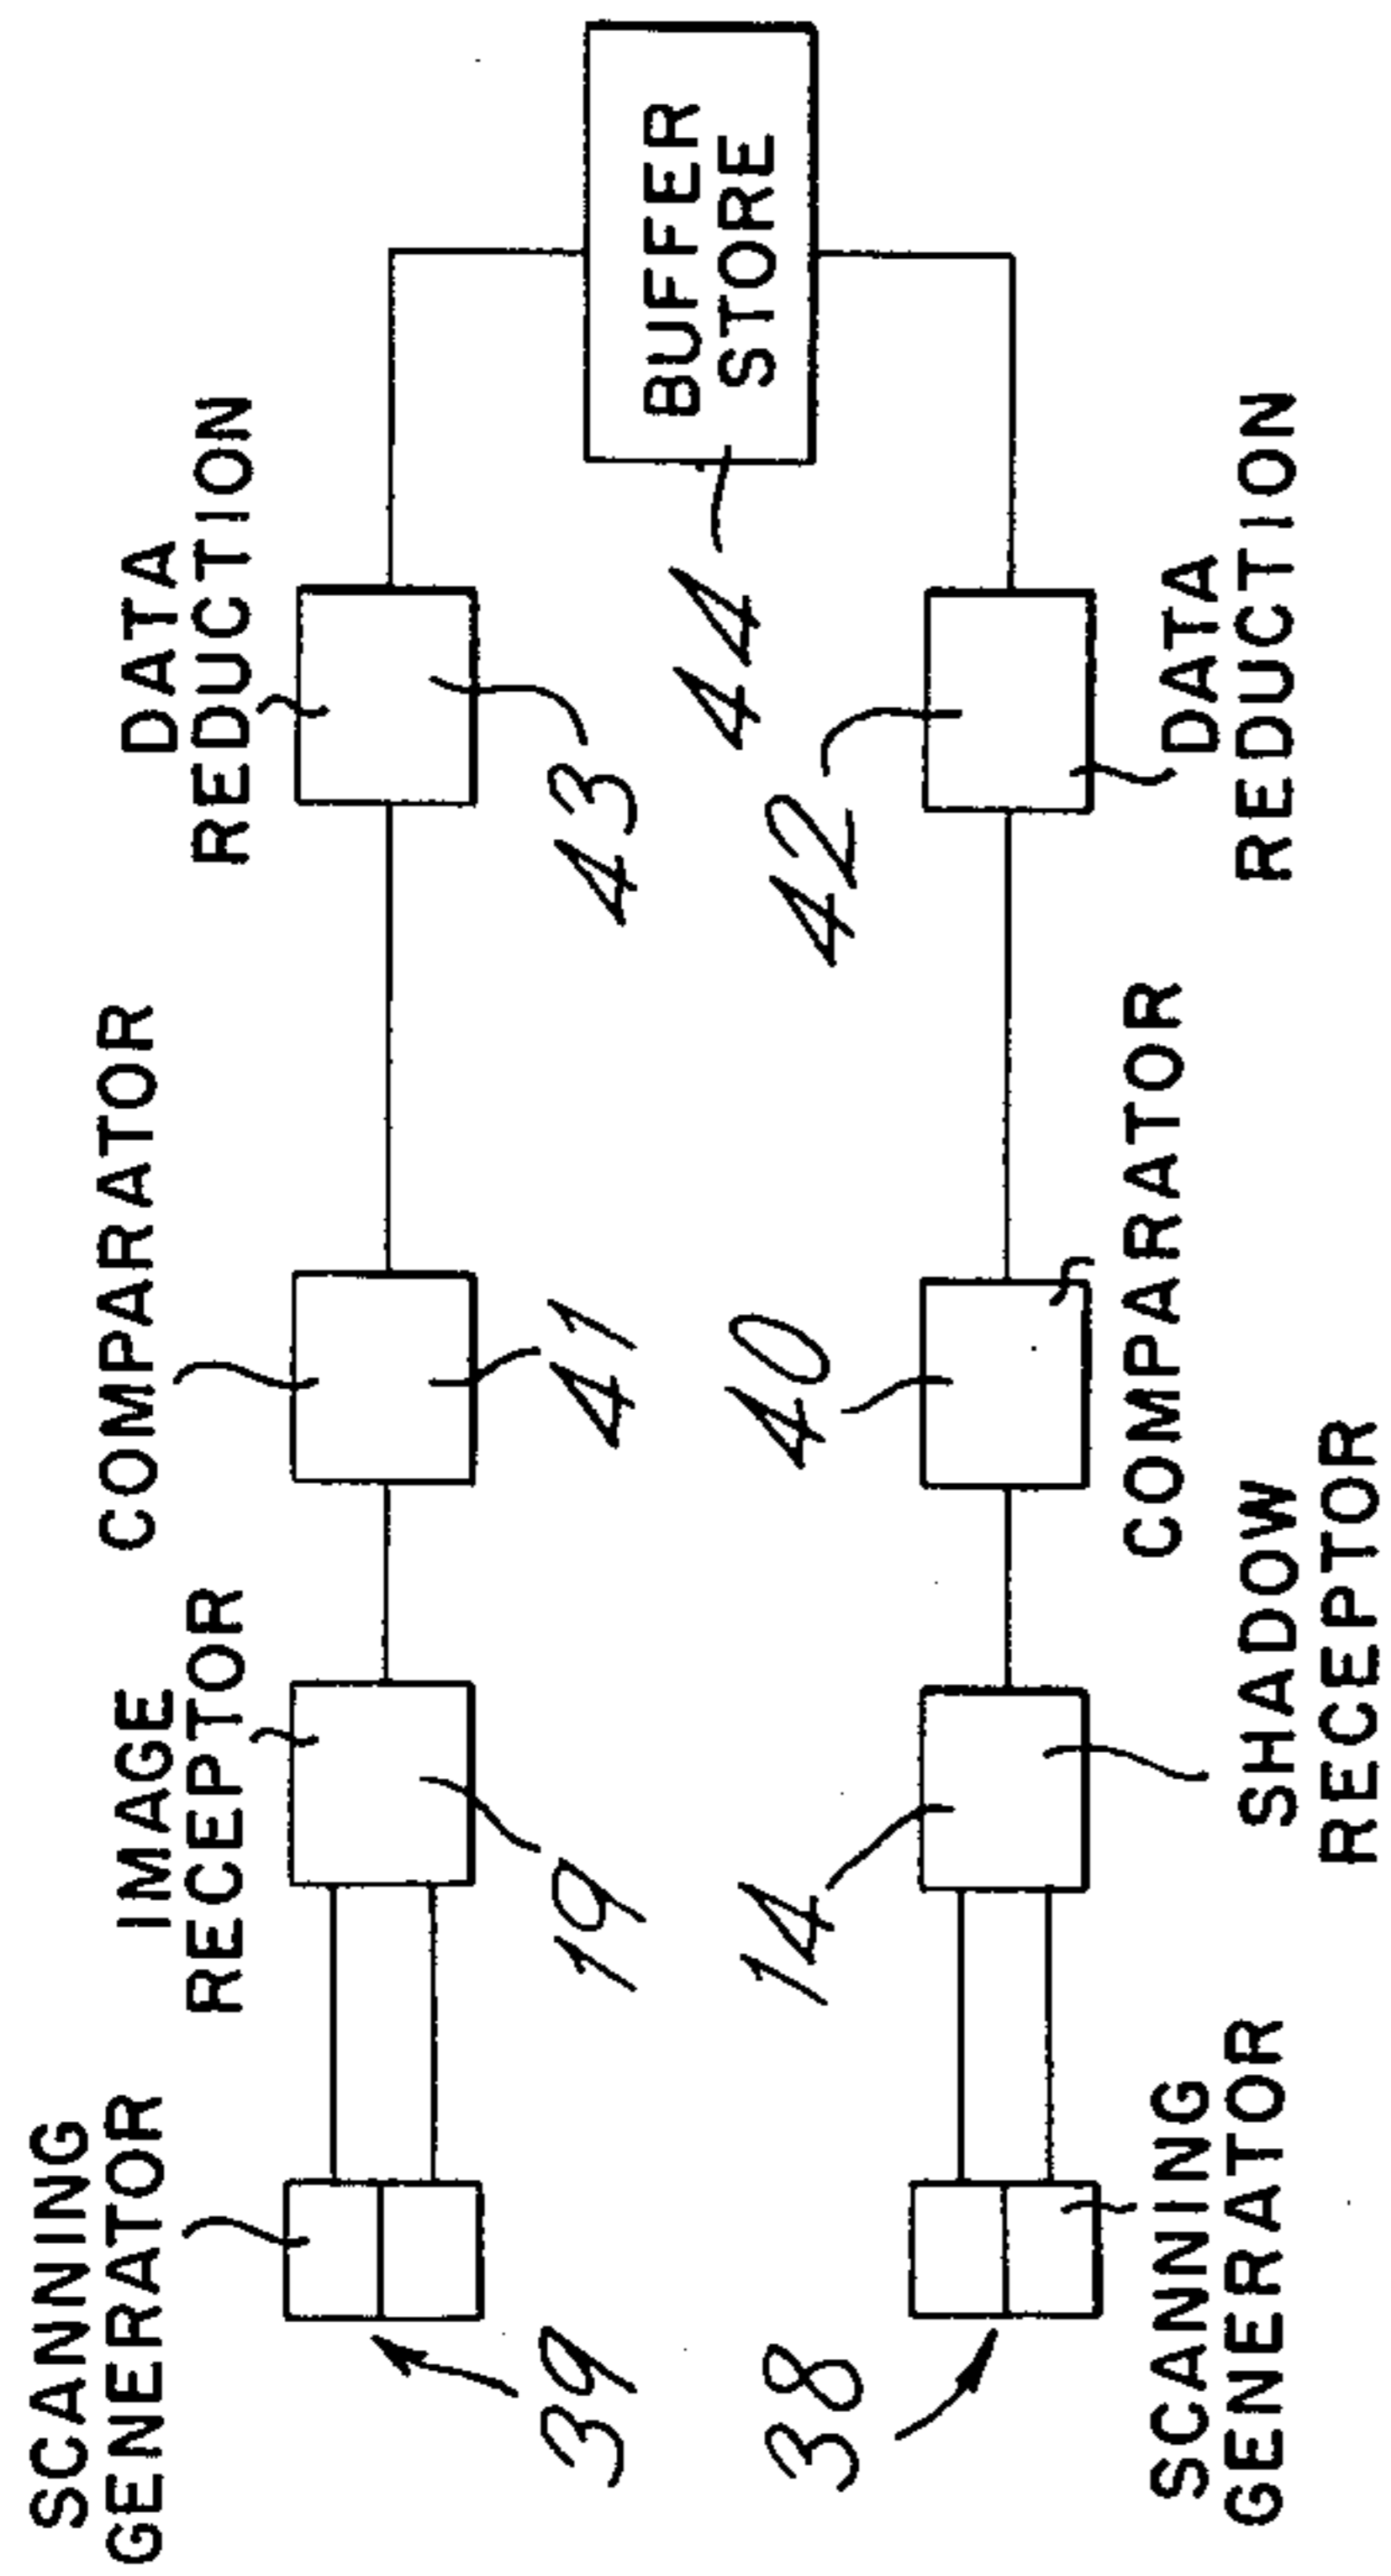 SCANNING
GENERATOR
IMAGE
RECEPTOR
COMPARATOR
DATA
REDUCTION
39
19
41
43
44
BUFFER
STORE
38
14
40
42
SCANNING
GENERATOR
SHADOW
RECEPTOR
COMPARATOR
DATA
REDUCTION